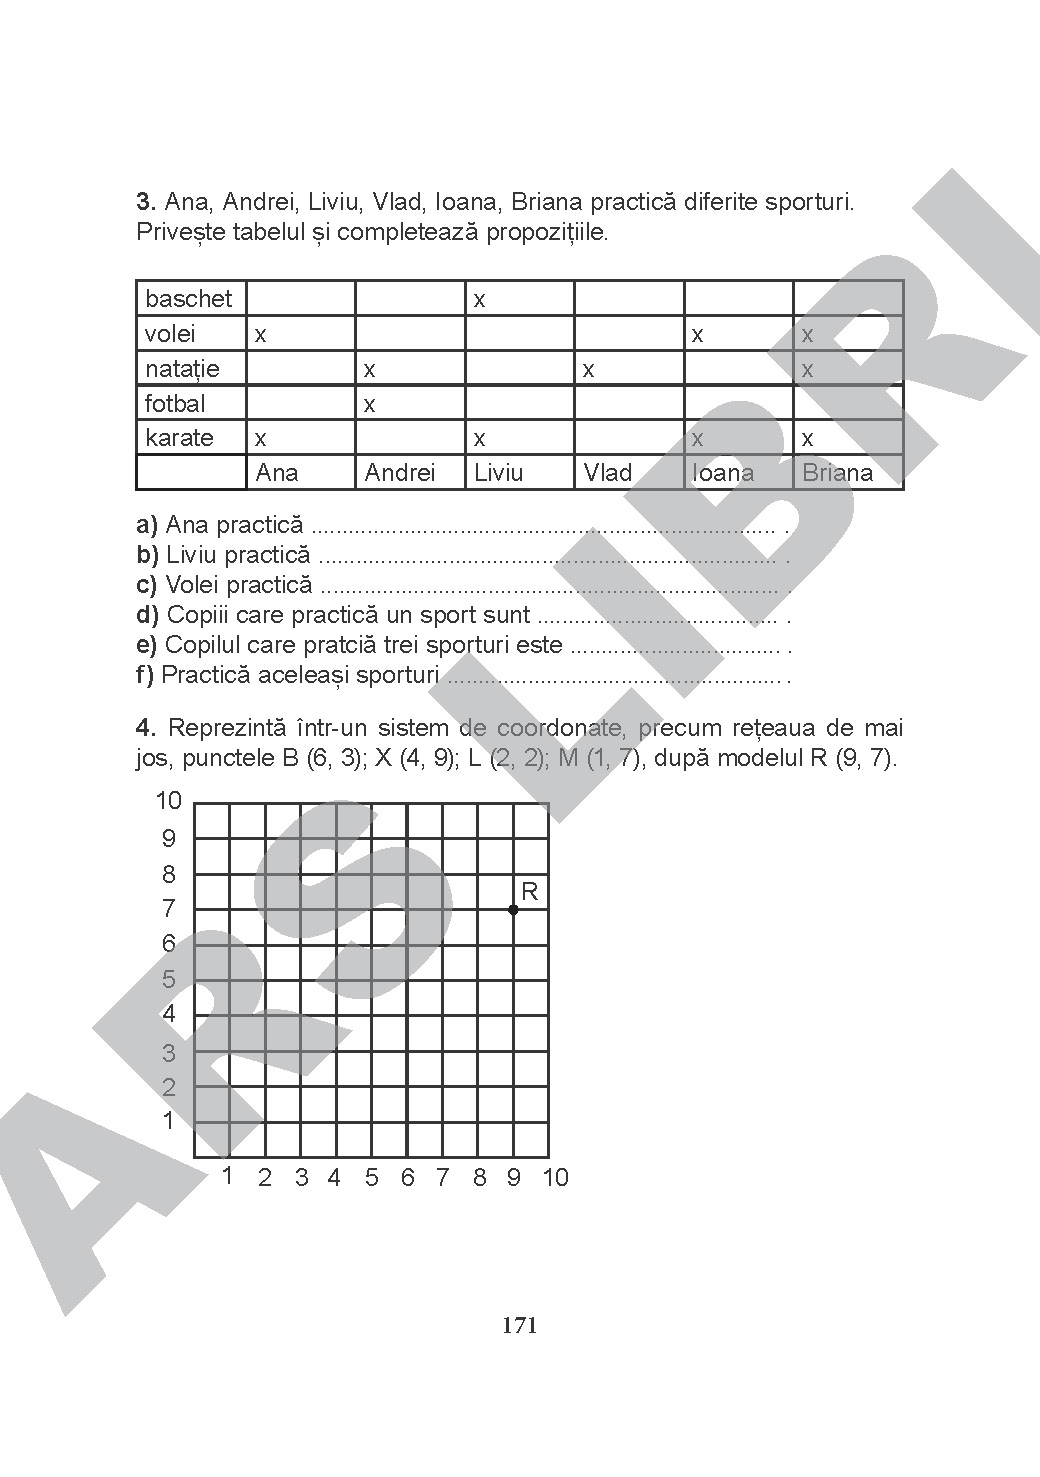 3. Ana, Andrei, Liviu, Vlad, Ioana, Briana practică diferite sporturi.
Privește tabelul și completează propozițiile.
baschet x
volei x x x
natație x x x
fotbal x
karate x x x x
Ana Andrei Liviu Vlad Ioana Briana
a) Ana practică ........................................................................... .
b) Liviu practică .......................................................................... .
c) Volei practică .......................................................................... .
d) Copiii care practică un sport sunt ....................................... .
e) Copilul care pratciă trei sporturi este .................................. .
f) Practică aceleași sporturi ...................................................... .
4. Reprezintă într-un sistem de coordonate, precum rețeaua de mai
jos, punctele B (6, 3); X (4, 9); L (2, 2); M (1, 7), după modelul R (9, 7).
10
9
8
R
7
6
5
4
3
2
1
1 2 3 4 5 6 7 8 9 10
171
ARS LIBRI